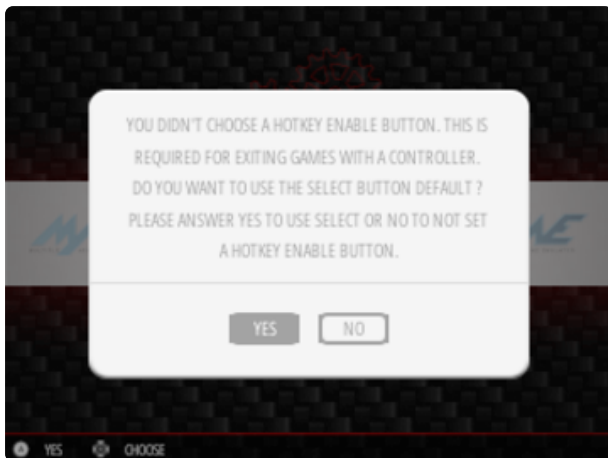 YOU DIDN'T CHOOSE A HOTKEY ENABLE BUTTON. THIS IS
REQUIRED FOR EXITING GAMES WITH A CONTROLLER.
DO YOU WANT TO USE THE SELECT BUTTON DEFAULT ?
PLEASE ANSWER YES TO USE SELECT OR NO TO NOT SET
A HOTKEY ENABLE BUTTON.
YES NO
YES CHOOSE